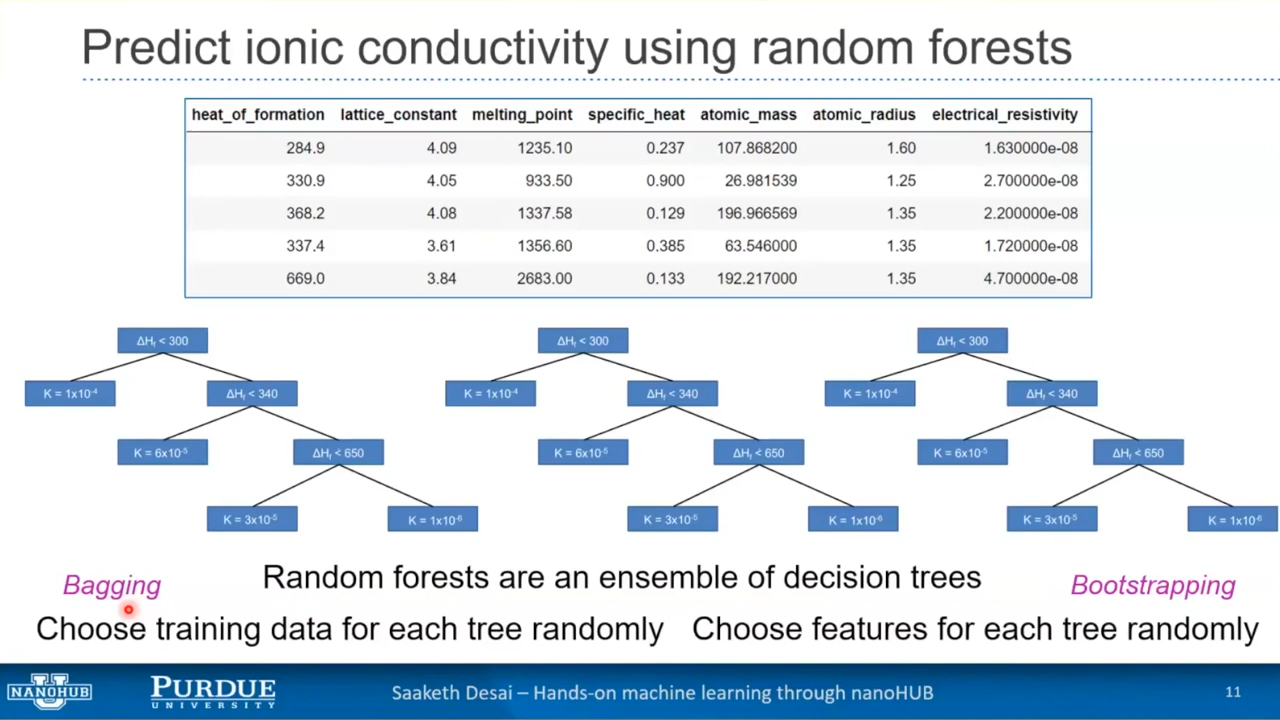 Predict ionic conductivity using random forests
heat_of_formation lattice_constant melting_point specific_heat atomic_mass atomic_radius electrical_resistivity
284.9 4.09 1235.10 0.237 107.868200 1.60 1.630000e-08
330.9 4.05 933.50 0.900 26.981539 1.25 2.700000e-08
368.2 4.08 1337.58 0.129 196.966569 1.35 2.200000e-08
337.4 3.61 1356.60 0.385 63.546000 1.35 1.720000e-08
669.0 3.84 2683.00 0.133 192.217000 1.35 4.700000e-08
ΔHf < 300 ΔHf < 300 ΔHf < 300
K = 1x10⁻⁴ ΔHf < 340 K = 1x10⁻⁴ ΔHf < 340 K = 1x10⁻⁴ ΔHf < 340
K = 6x10⁻⁵ ΔHf < 650 K = 6x10⁻⁵ ΔHf < 650 K = 6x10⁻⁵ ΔHf < 650
K = 3x10⁻⁵ K = 1x10⁻⁶ K = 3x10⁻⁵ K = 1x10⁻⁶ K = 3x10⁻⁵ K = 1x10⁻⁶
Bagging Random forests are an ensemble of decision trees Bootstrapping
Choose training data for each tree randomly Choose features for each tree randomly
NANOHUB PURDUE UNIVERSITY Saaketh Desai – Hands-on machine learning through nanoHUB 11